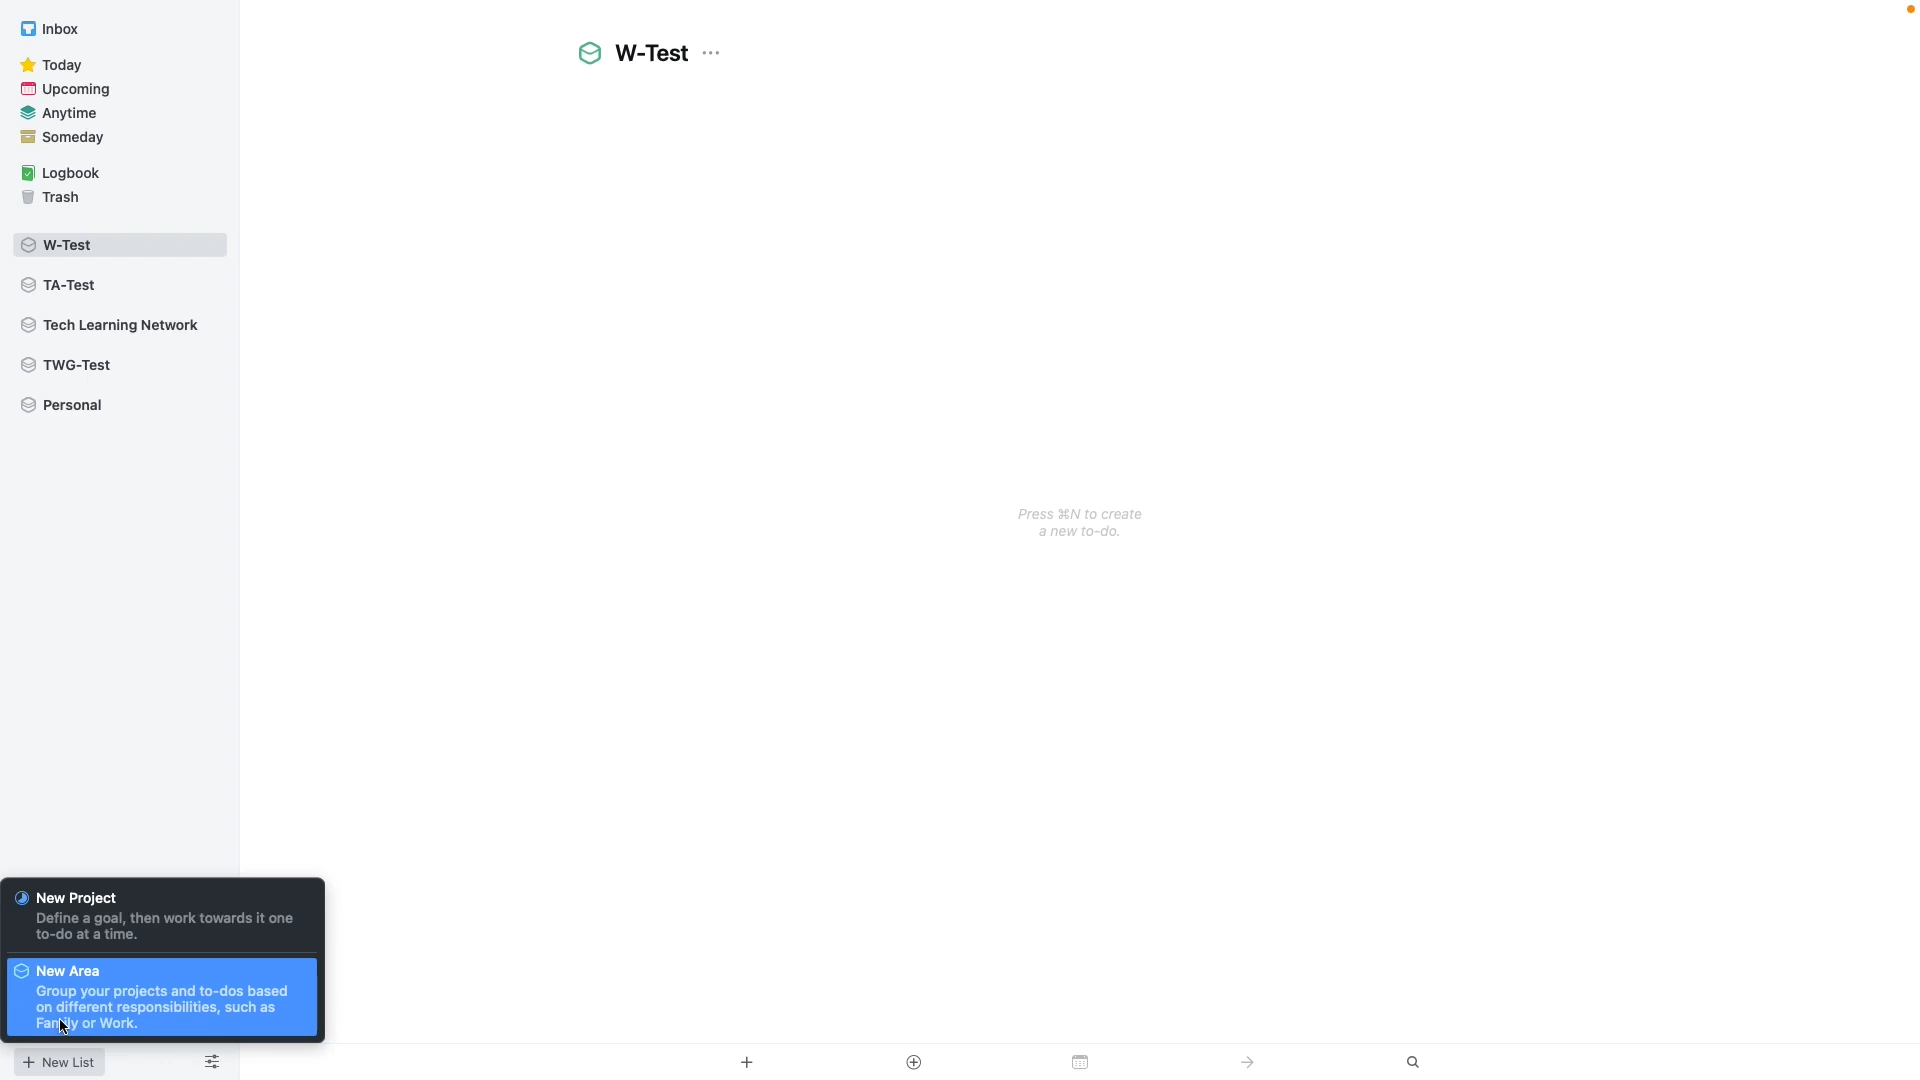 Inbox
Today
Upcoming
Anytime
Someday
Logbook
Trash
W-Test
TA-Test
Tech Learning Network
TWG-Test
Personal
W-Test
Press ⌘N to create
a new to-do.
New Project
Define a goal, then work towards it one
to-do at a time.
New Area
Group your projects and to-dos based
on different responsibilities, such as
Family or Work.
+ New List